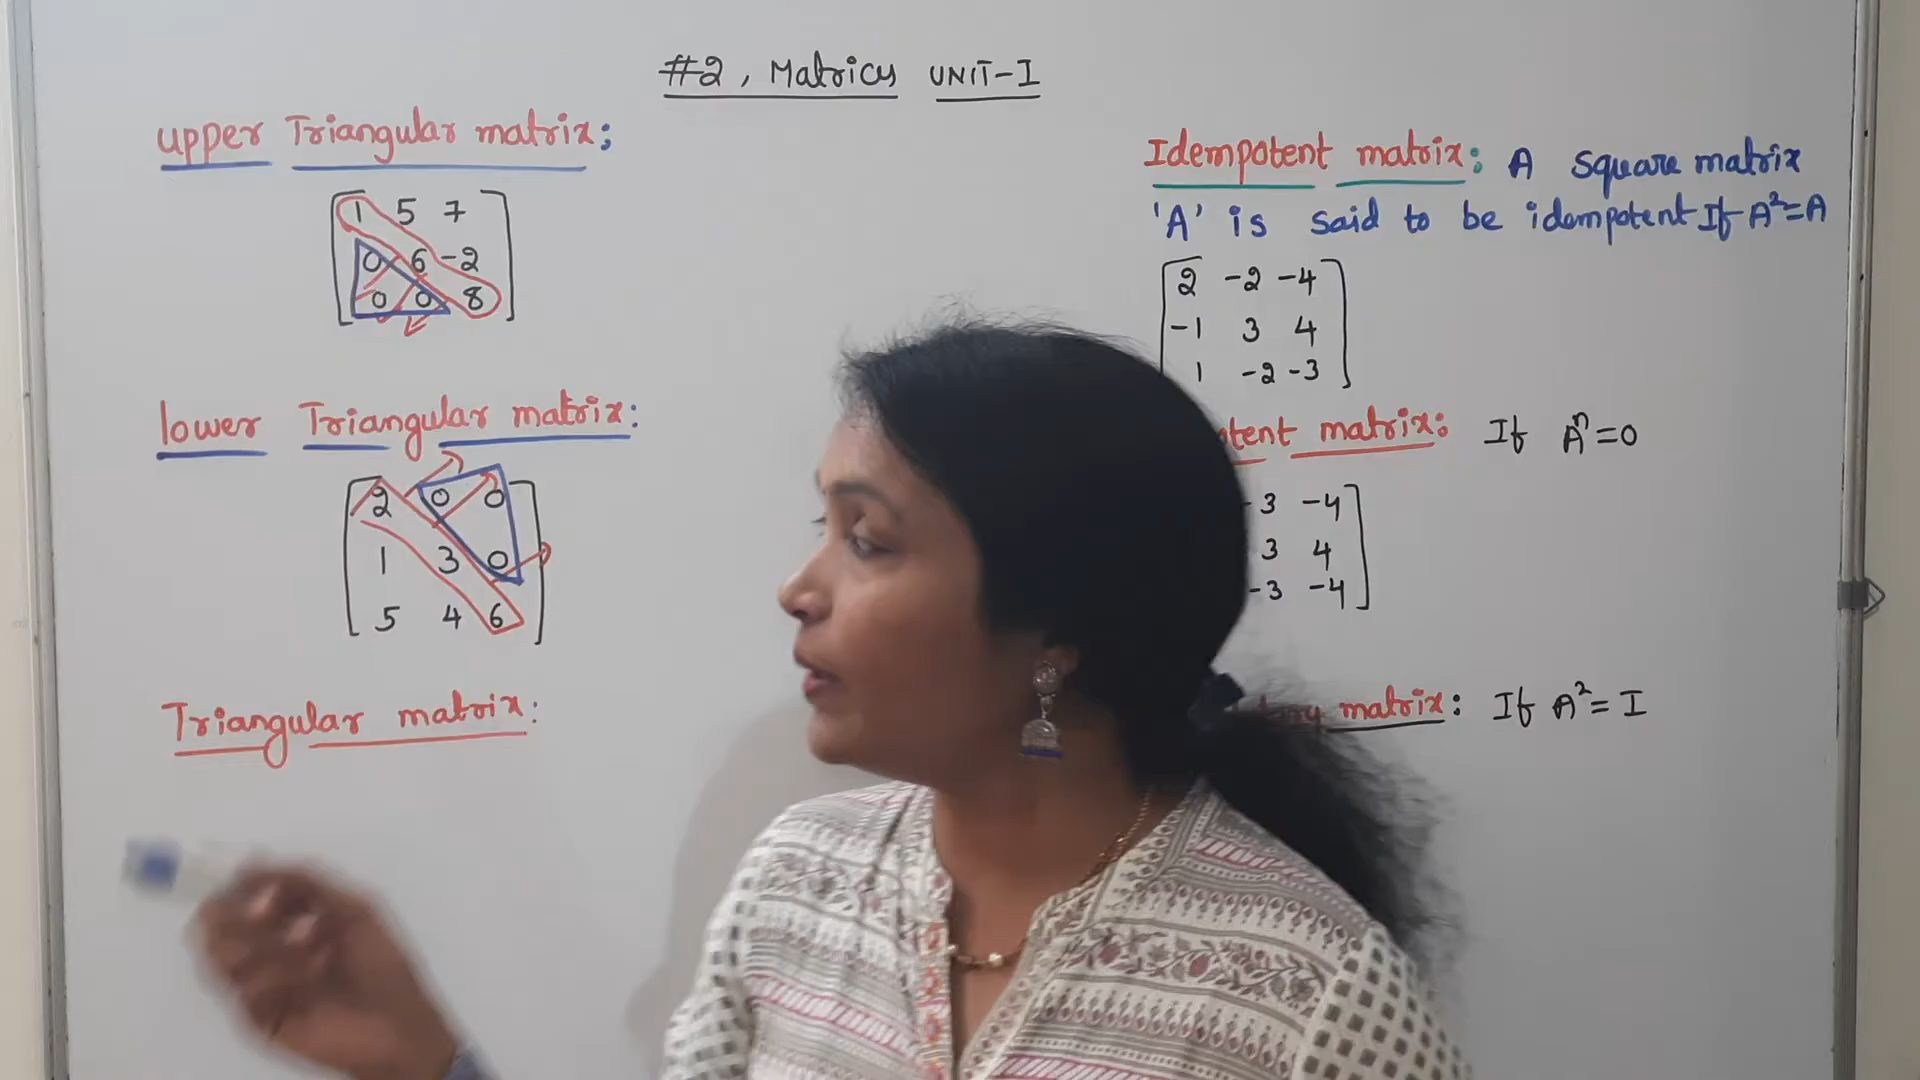 #2, Matrices UNIT-I
upper Triangular matrix:
1 5 7
0 6 -2
0 0 8
lower Triangular matrix:
2 0 0
1 3 0
5 4 6
Triangular matrix:
Idempotent matrix: A square matrix
'A' is said to be idempotent If A²=A
2 -2 -4
-1 3 4
1 -2 -3
matrix: If Aⁿ=0
3 -4
3 4
-3 -4
matrix: If A²=I